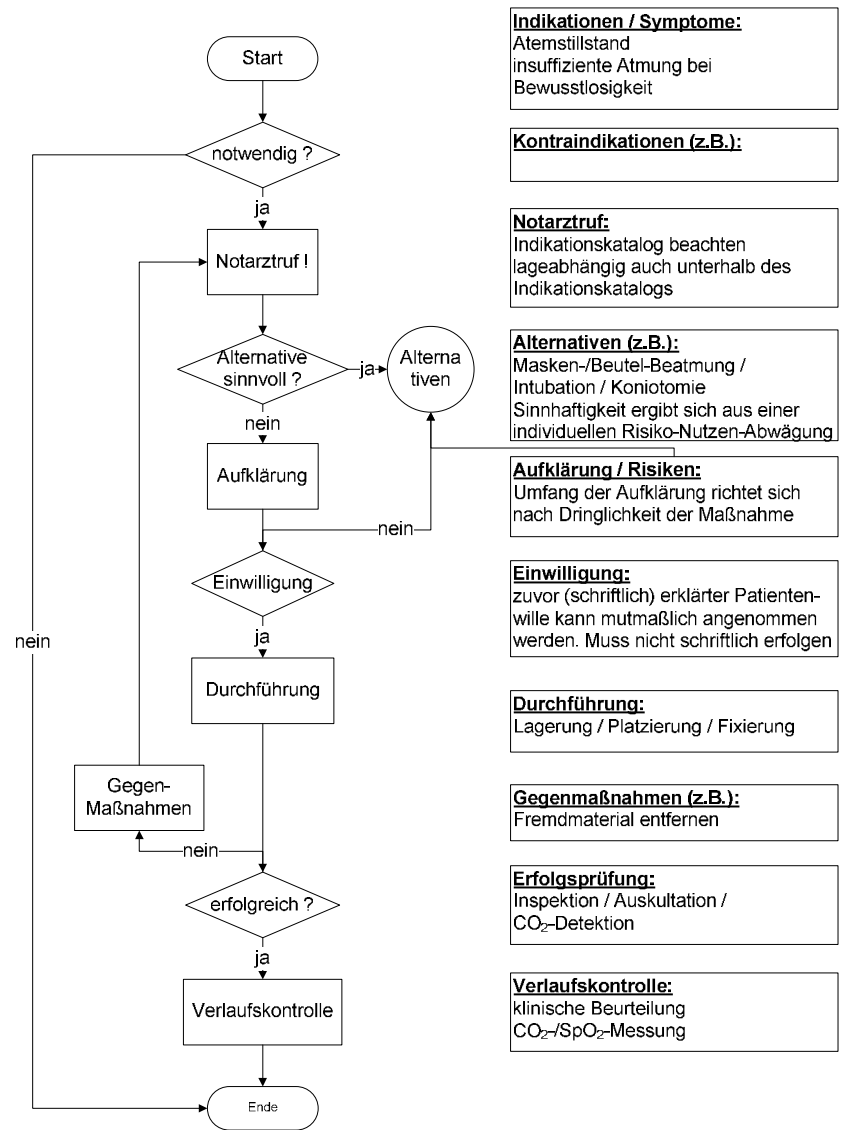 Start
notwendig ?
ja
Notarztruf !
Alternative
sinnvoll ?
ja
Alterna
tiven
nein
Aufklärung
nein
Einwilligung
ja
nein
Durchführung
Gegen-
Maßnahmen
nein
erfolgreich ?
ja
Verlaufskontrolle
Ende
Indikationen / Symptome:
Atemstillstand
insuffiziente Atmung bei
Bewusstlosigkeit
Kontraindikationen (z.B.):
Notarztruf:
Indikationskatalog beachten
lageabhängig auch unterhalb des
Indikationskatalogs
Alternativen (z.B.):
Masken-/Beutel-Beatmung /
Intubation / Koniotomie
Sinnhaftigkeit ergibt sich aus einer
individuellen Risiko-Nutzen-Abwägung
Aufklärung / Risiken:
Umfang der Aufklärung richtet sich
nach Dringlichkeit der Maßnahme
Einwilligung:
zuvor (schriftlich) erklärter Patienten-
wille kann mutmaßlich angenommen
werden. Muss nicht schriftlich erfolgen
Durchführung:
Lagerung / Platzierung / Fixierung
Gegenmaßnahmen (z.B.):
Fremdmaterial entfernen
Erfolgsprüfung:
Inspektion / Auskultation /
CO₂-Detektion
Verlaufskontrolle:
klinische Beurteilung
CO₂-/SpO₂-Messung